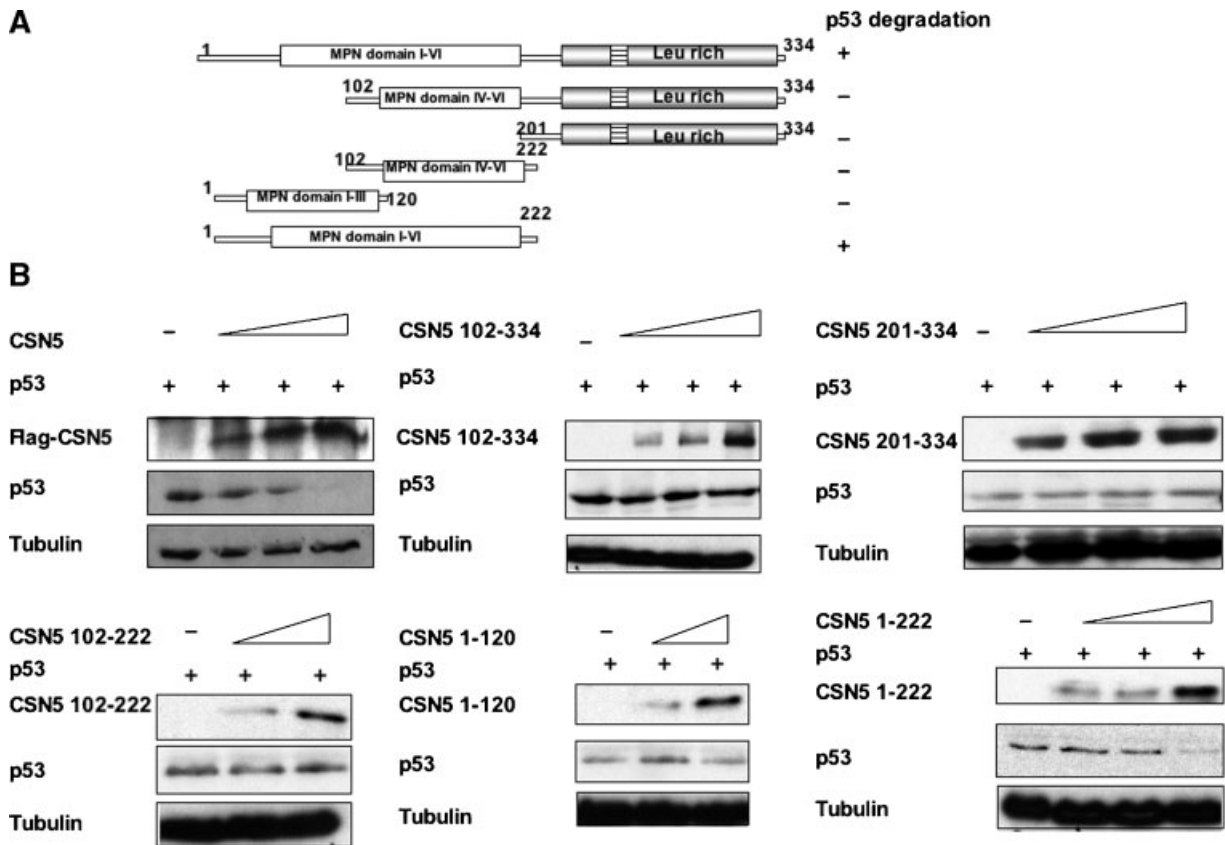 A
p53 degradation
1 MPN domain I-VI Leu rich 334 +
102 MPN domain IV-VI Leu rich 334 –
201 Leu rich 334 –
102 MPN domain IV-VI 222 –
1 MPN domain I-III 120 –
1 MPN domain I-VI 222 +
B
CSN5 –
p53 + + + +
Flag-CSN5
p53
Tubulin
CSN5 102-334 –
p53 + + + +
CSN5 102-334
p53
Tubulin
CSN5 201-334 –
p53 + + + +
CSN5 201-334
p53
Tubulin
CSN5 102-222 –
p53 + + +
CSN5 102-222
p53
Tubulin
CSN5 1-120 –
p53 + + +
CSN5 1-120
p53
Tubulin
CSN5 1-222 –
p53 + + + +
CSN5 1-222
p53
Tubulin